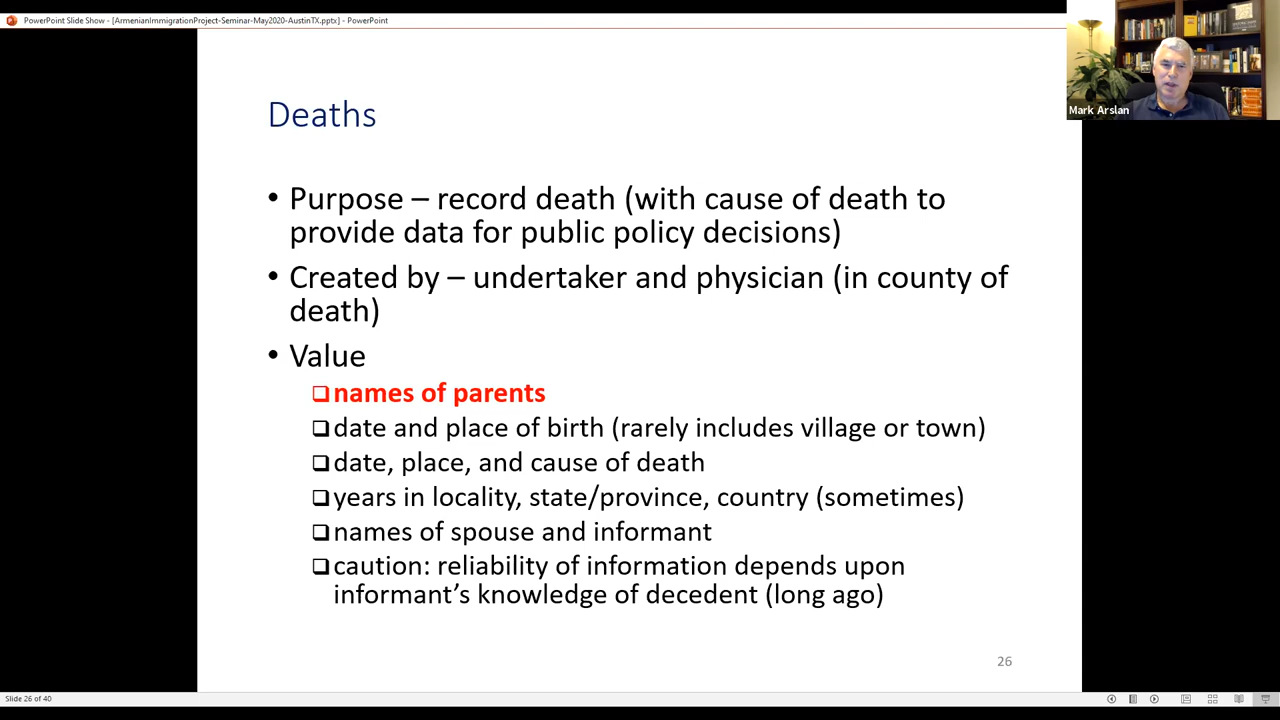 PowerPoint Slide Show - [ArmenianImmigrationProject-Seminar-May2020-AustinTX.pptx] - PowerPoint
Mark Arslan
Deaths
• Purpose – record death (with cause of death to
provide data for public policy decisions)
• Created by – undertaker and physician (in county of
death)
• Value
❑names of parents
❑date and place of birth (rarely includes village or town)
❑date, place, and cause of death
❑years in locality, state/province, country (sometimes)
❑names of spouse and informant
❑caution: reliability of information depends upon
informant’s knowledge of decedent (long ago)
26
Slide 26 of 40